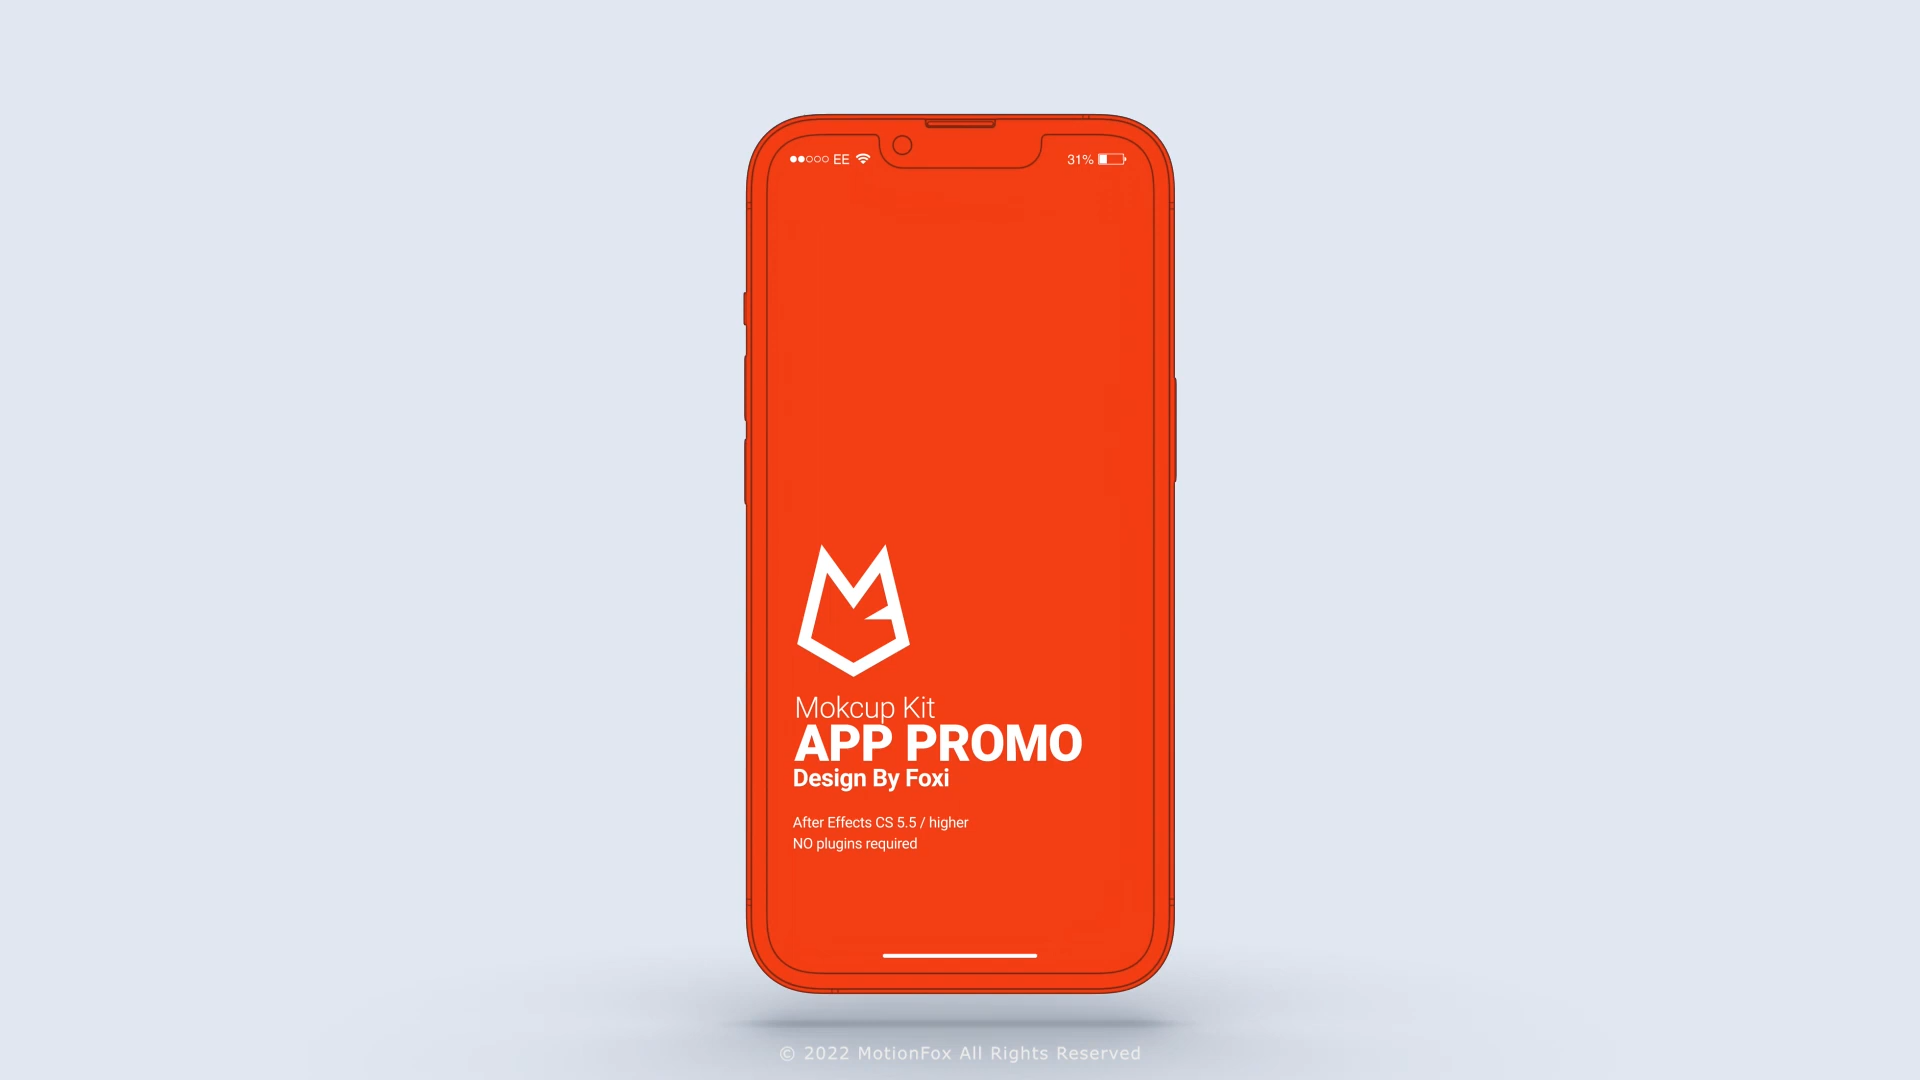 EE
31%
Mokcup Kit
APP PROMO
Design By Foxi
After Effects CS 5.5 / higher
NO plugins required
© 2022 MotionFox All Rights Reserved